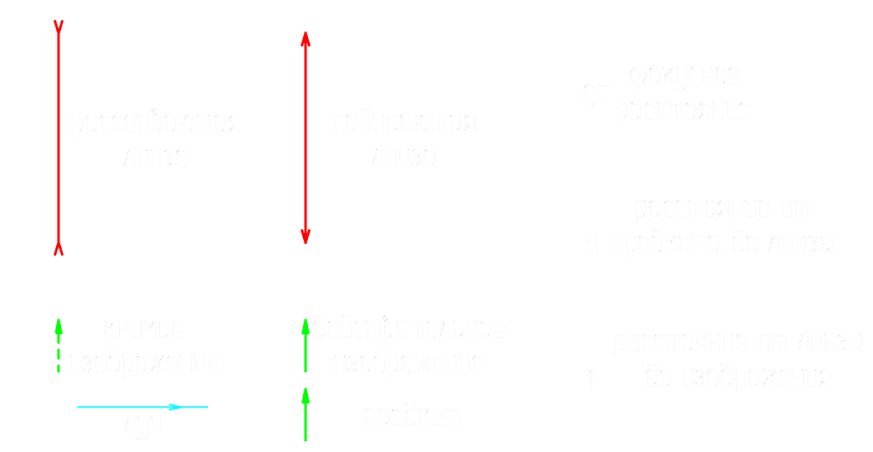 рассеивающая
линза
собирающая
линза
F-
фокусное
расстояние
расстояние от
d - предмета до линзы
мнимое
изображение
действительное
изображение
расстояние от линзы
f - до изображения
луч
предмет